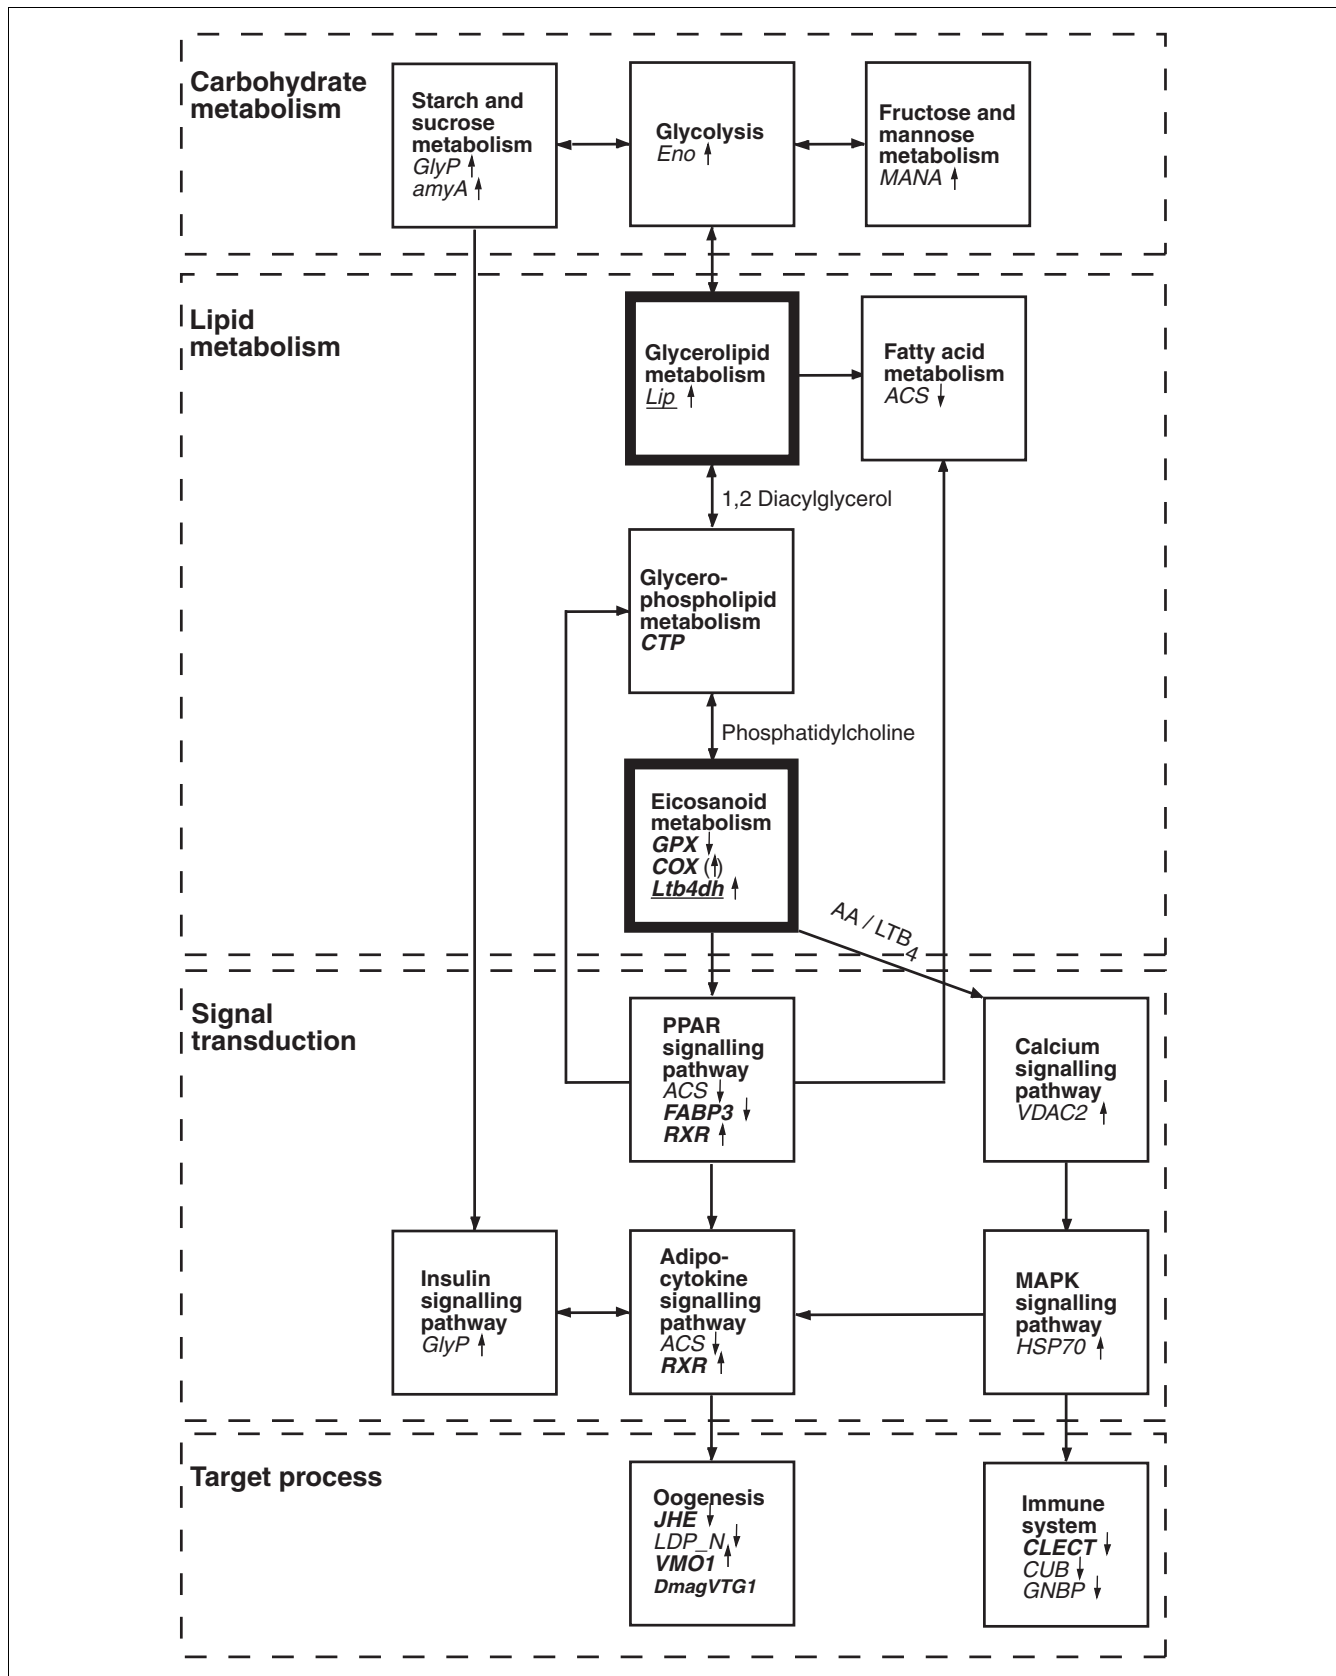 Carbohydrate
metabolism
Starch and
sucrose
metabolism
GlyP ↑
amyA ↑
Glycolysis
Eno ↑
Fructose and
mannose
metabolism
MANA ↑
Lipid
metabolism
Glycerolipid
metabolism
Lip ↑
Fatty acid
metabolism
ACS ↓
1,2 Diacylglycerol
Glycero-
phospholipid
metabolism
CTP
Phosphatidylcholine
Eicosanoid
metabolism
GPX ↓
COX (↑)
Ltb4dh ↑
AA / LTB4
Signal
transduction
PPAR
signalling
pathway
ACS ↓
FABP3 ↓
RXR ↑
Calcium
signalling
pathway
VDAC2 ↑
Insulin
signalling
pathway
GlyP ↑
Adipo-
cytokine
signalling
pathway
ACS ↓
RXR ↑
MAPK
signalling
pathway
HSP70 ↑
Target process
Oogenesis
JHE ↓
LDP_N ↓
VMO1 ↑
DmagVTG1
Immune
system
CLECT ↓
CUB ↓
GNBP ↓